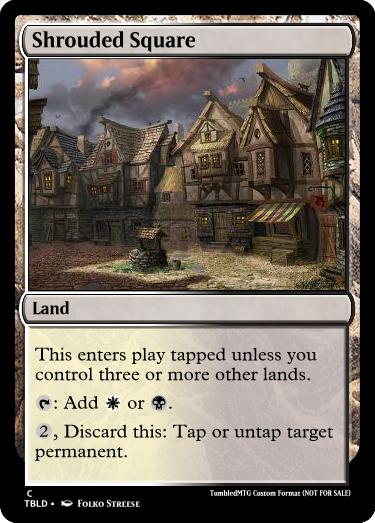 Shrouded Square
Land
This enters play tapped unless you
control three or more other lands.
: Add or .
2, Discard this: Tap or untap target
permanent.
C
TBLD • Folko Streese
TumbledMTG Custom Format (NOT FOR SALE)